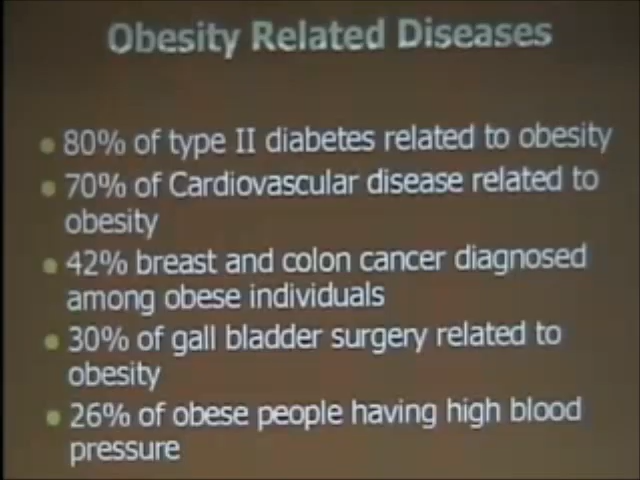 Obesity Related Diseases
80% of type II diabetes related to obesity
70% of Cardiovascular disease related to
obesity
42% breast and colon cancer diagnosed
among obese individuals
30% of gall bladder surgery related to
obesity
26% of obese people having high blood
pressure